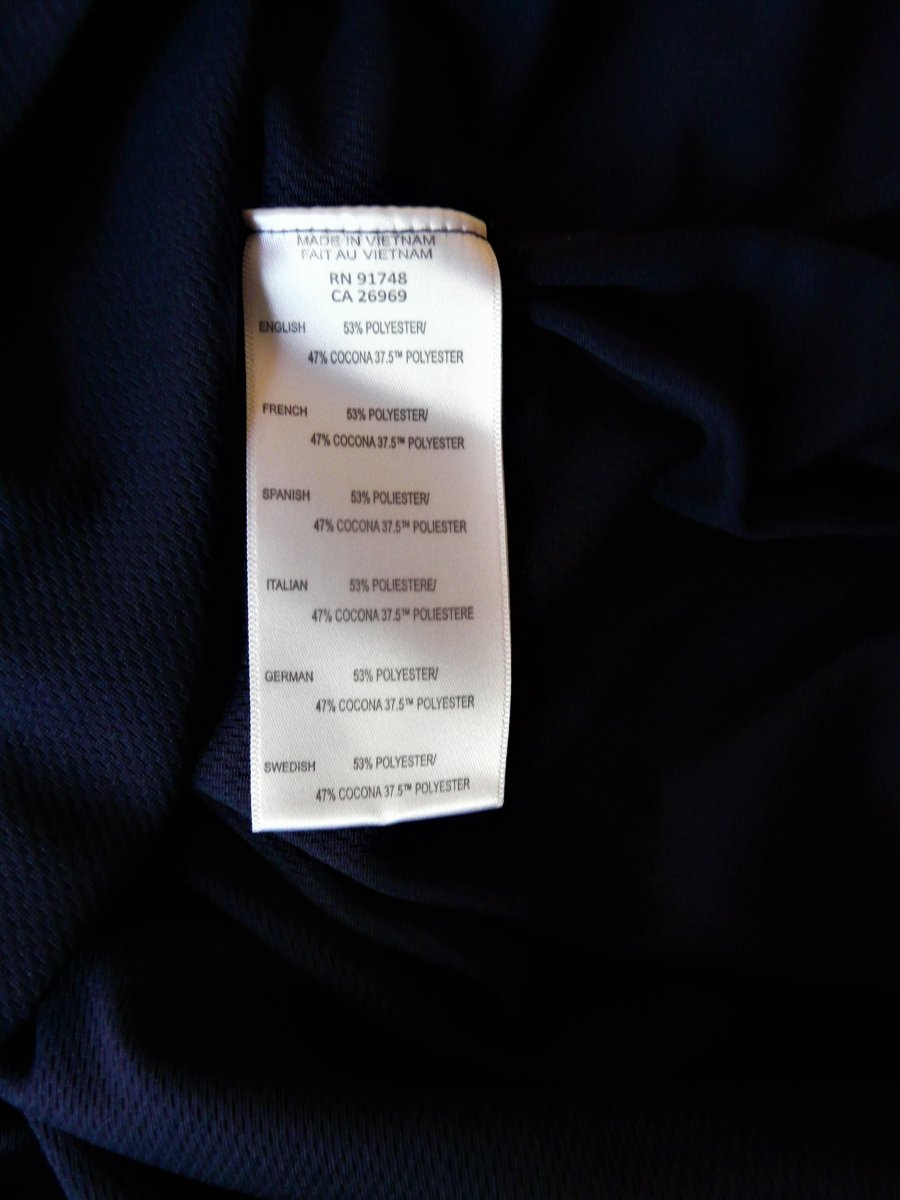 MADE IN VIETNAM
FAIT AU VIETNAM
RN 91748
CA 26969
ENGLISH 53% POLYESTER/
47% COCONA 37.5™ POLYESTER
FRENCH 53% POLYESTER/
47% COCONA 37.5™ POLYESTER
SPANISH 53% POLIESTER/
47% COCONA 37.5™ POLIESTER
ITALIAN 53% POLIESTERE/
47% COCONA 37.5™ POLIESTERE
GERMAN 53% POLYESTER/
47% COCONA 37.5™ POLYESTER
SWEDISH 53% POLYESTER/
47% COCONA 37.5™ POLYESTER